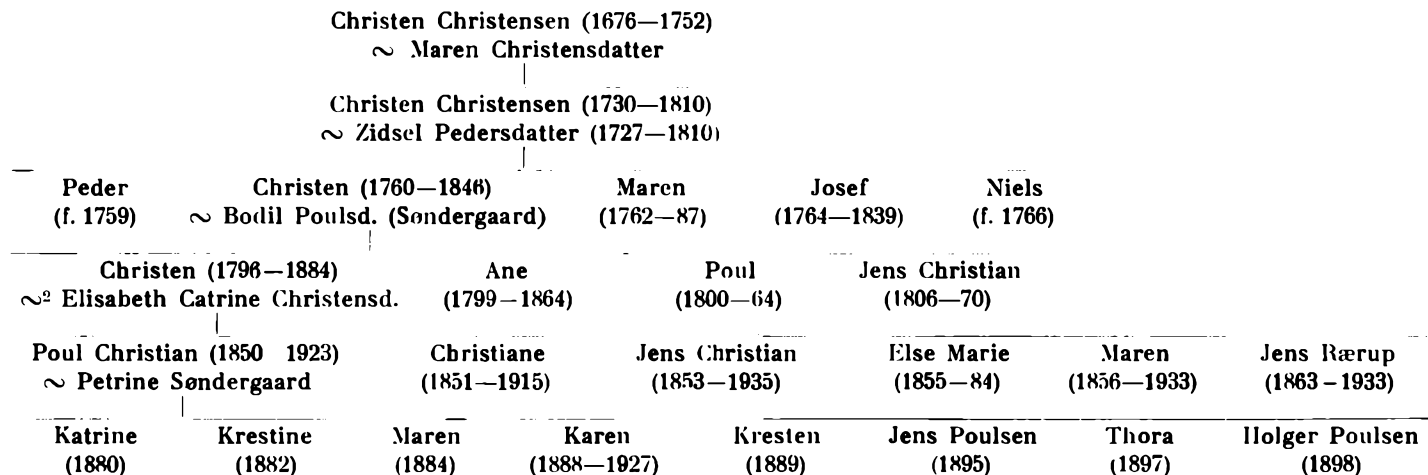 Christen Christensen (1676—1752)
~ Maren Christensdatter
Christen Christensen (1730—1810)
~ Zidsel Pedersdatter (1727—1810)
Peder Christen (1760—1846) Maren Josef Niels
(f. 1759) ~ Bodil Poulsd. (Søndergaard) (1762—87) (1764—1839) (f. 1766)
Christen (1796—1884) Ane Poul Jens Christian
~² Elisabeth Catrine Christensd. (1799—1864) (1800—64) (1806—70)
Poul Christian (1850 1923) Christiane Jens Christian Else Marie Maren Jens Rærup
~ Petrine Søndergaard (1851—1915) (1853—1935) (1855—84) (1856—1933) (1863-1933)
Katrine Krestine Maren Karen Kresten Jens Poulsen Thora Holger Poulsen
(1880) (1882) (1884) (1888—1927) (1889) (1895) (1897) (1898)